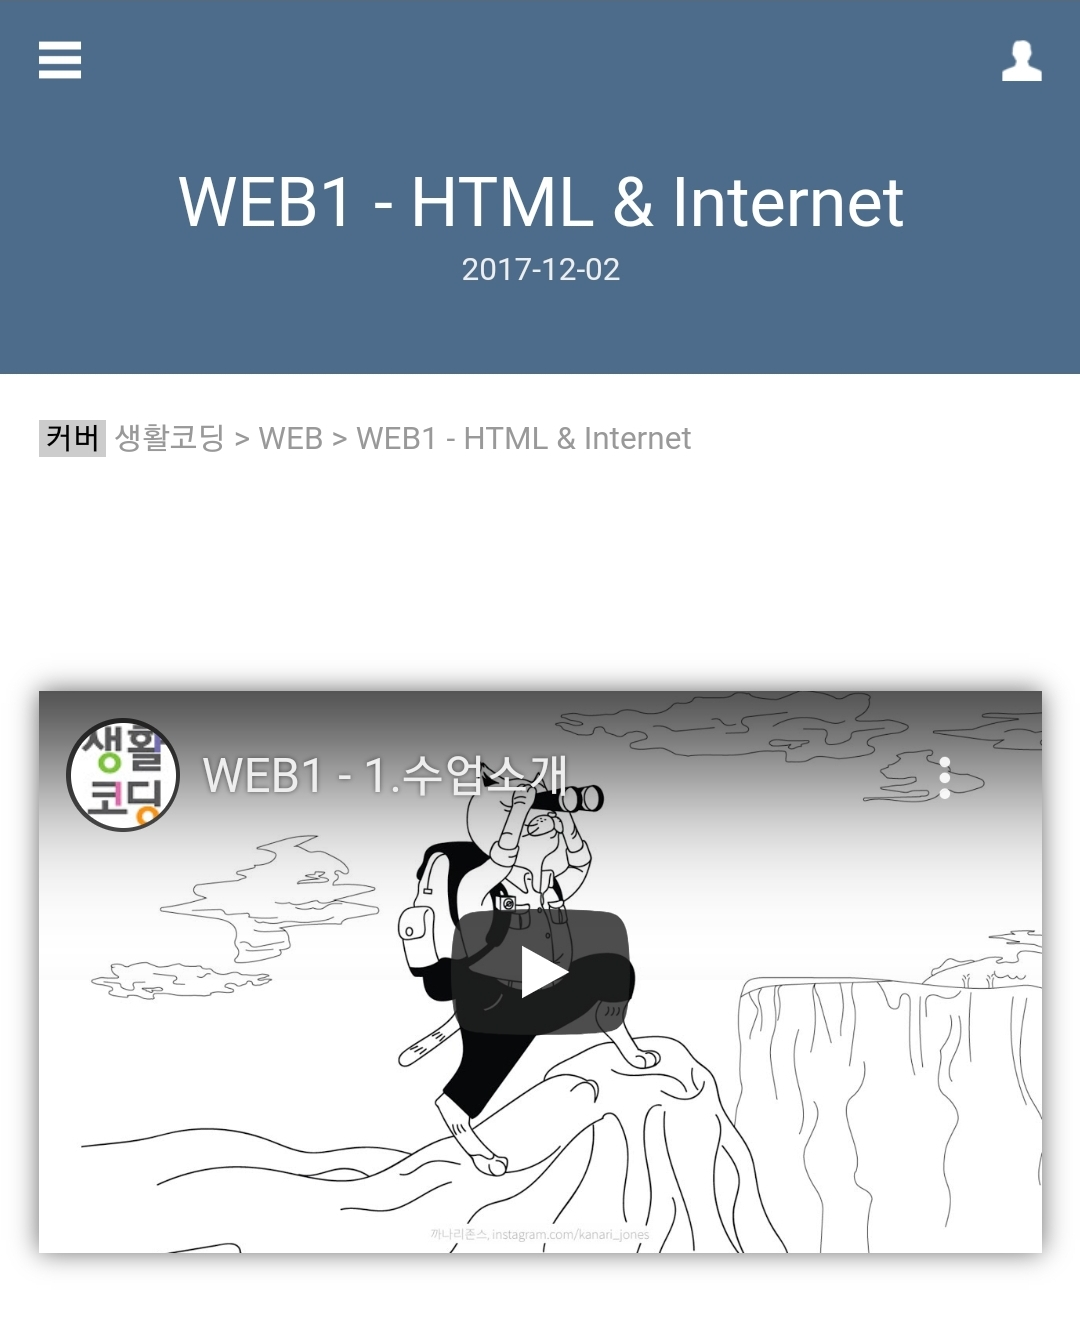 WEB1 - HTML & Internet
2017-12-02
커버 생활코딩 > WEB > WEB1 - HTML & Internet
생활
코딩
WEB1 - 1.수업소개
까나리존스, instagram.com/kanari_jones